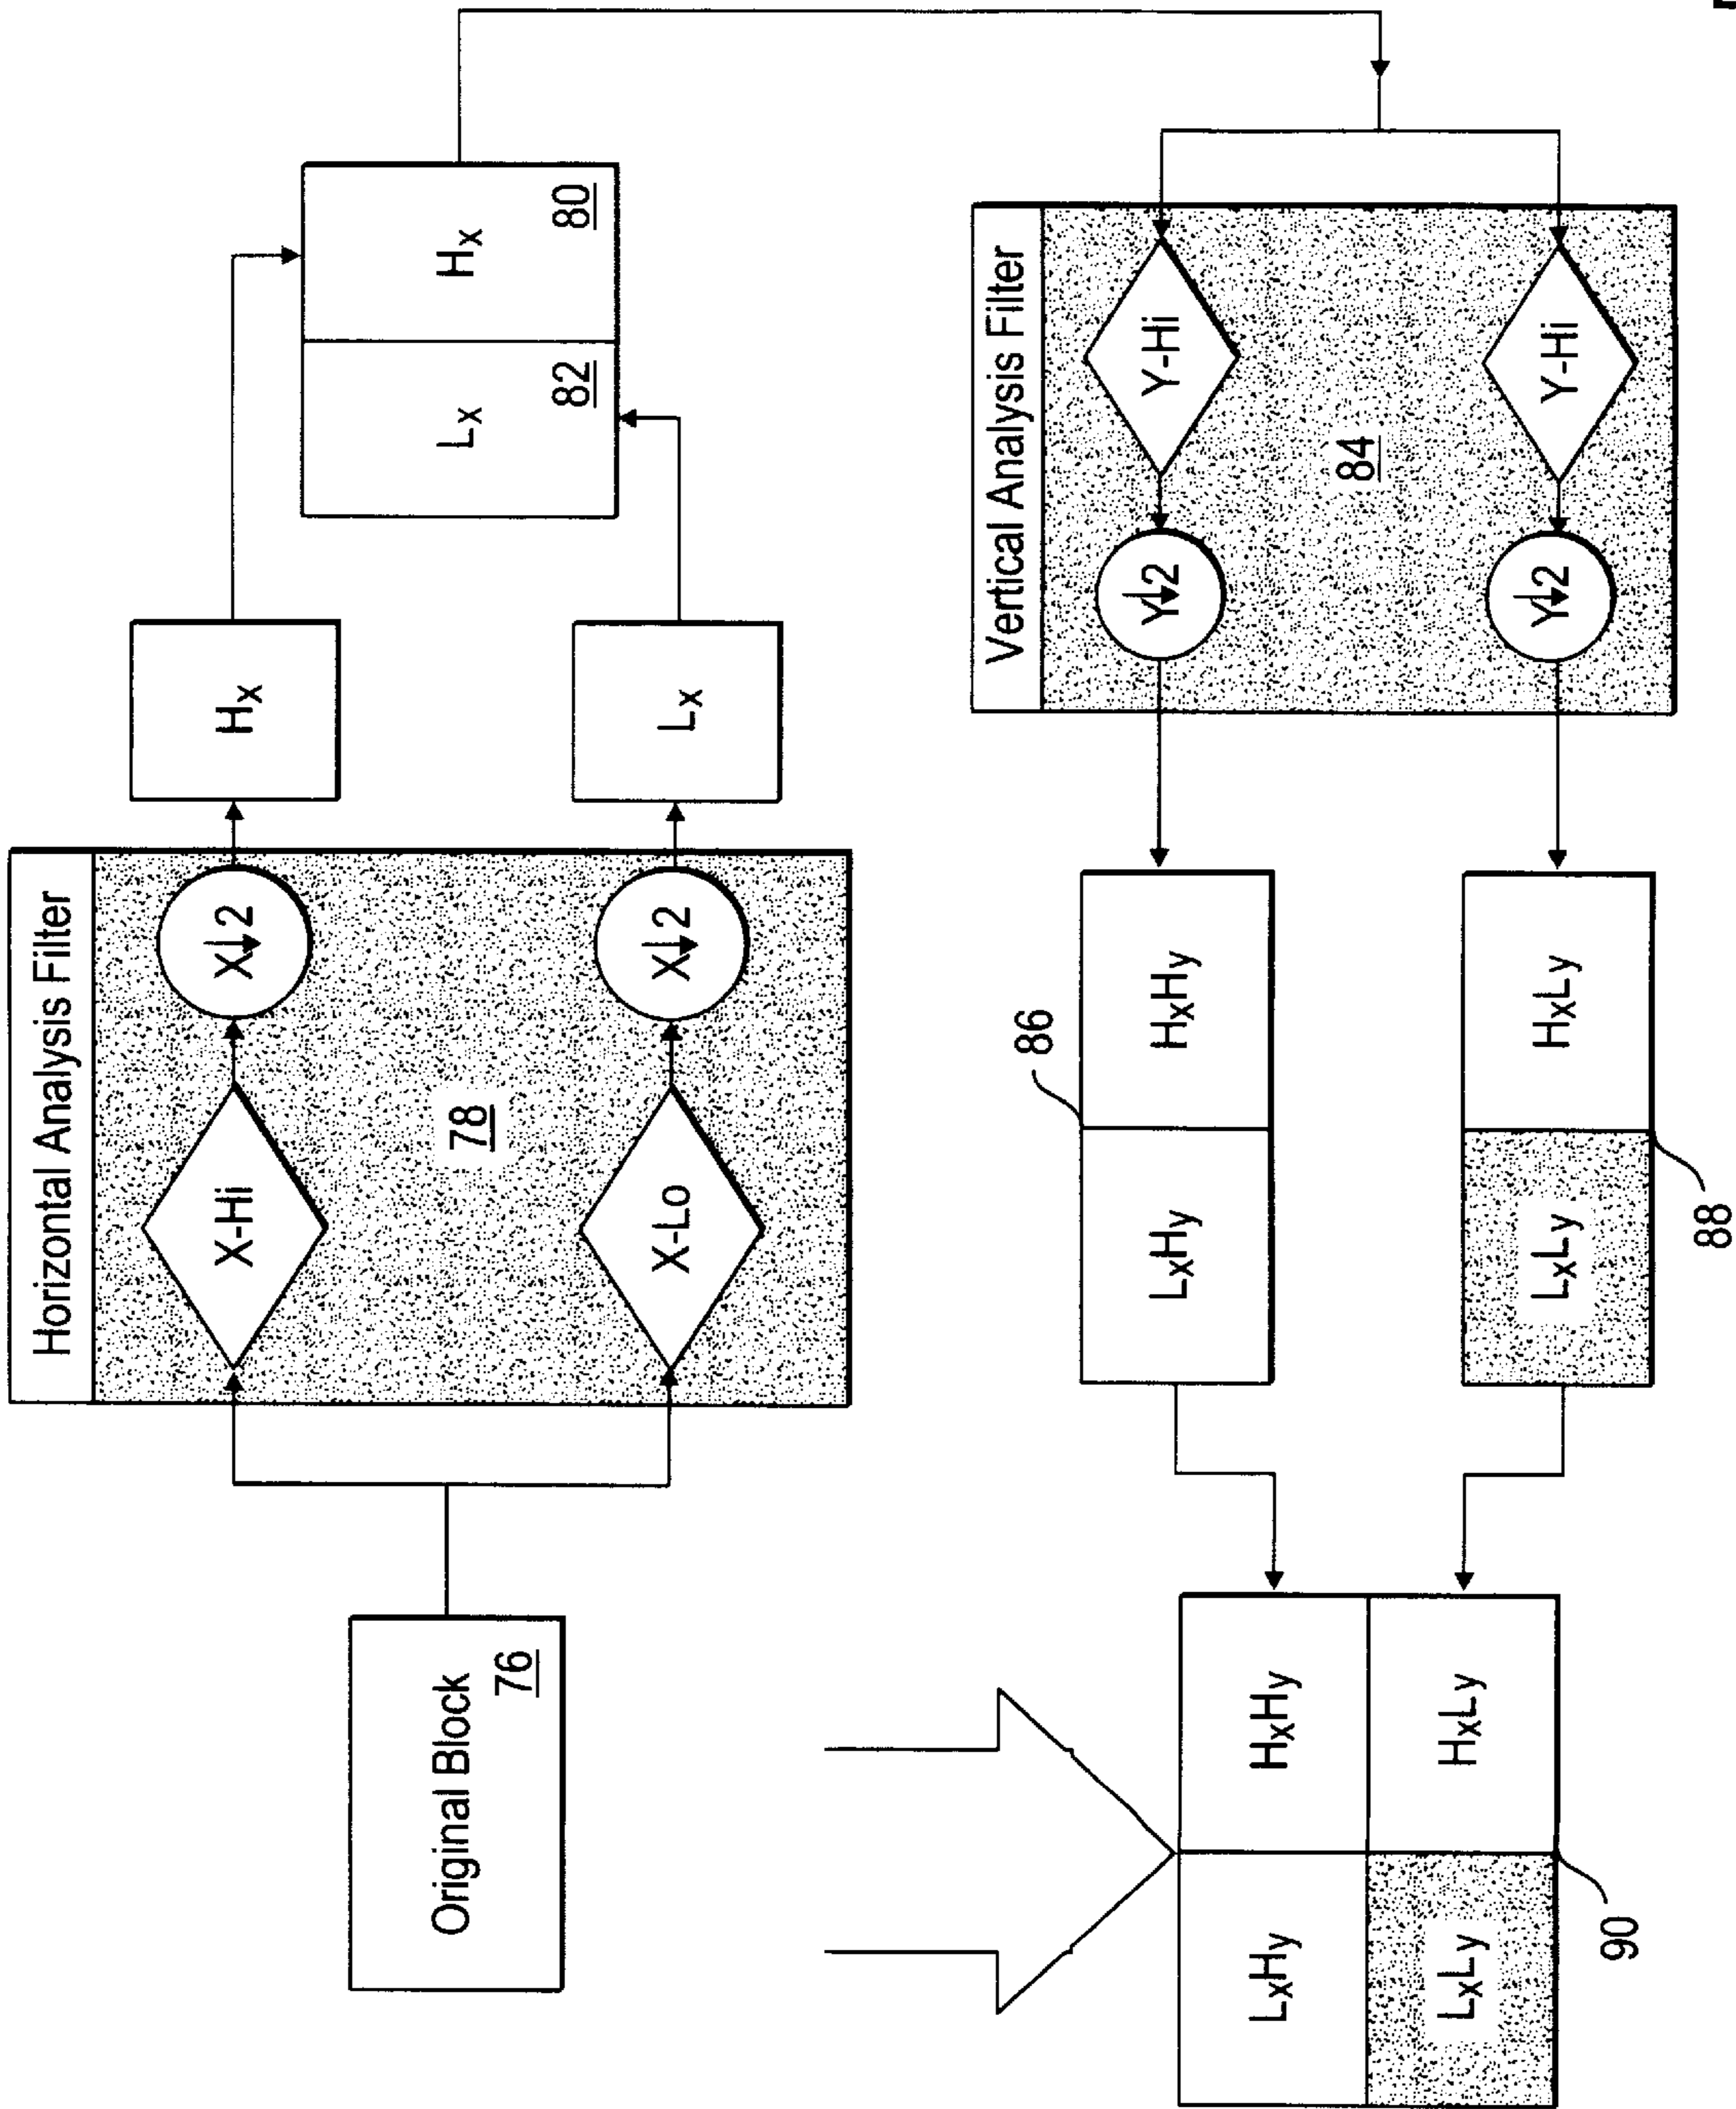 Horizontal Analysis Filter
X-Hi
X↓2
78
X-Lo
X↓2
Original Block
76
Hx
Lx
Lx
82
Hx
80
Vertical Analysis Filter
Y-Hi
Y↓2
84
Y-Hi
Y↓2
86
LxHy
HxHy
LxLy
HxLy
88
LxHy
HxHy
LxLy
HxLy
90